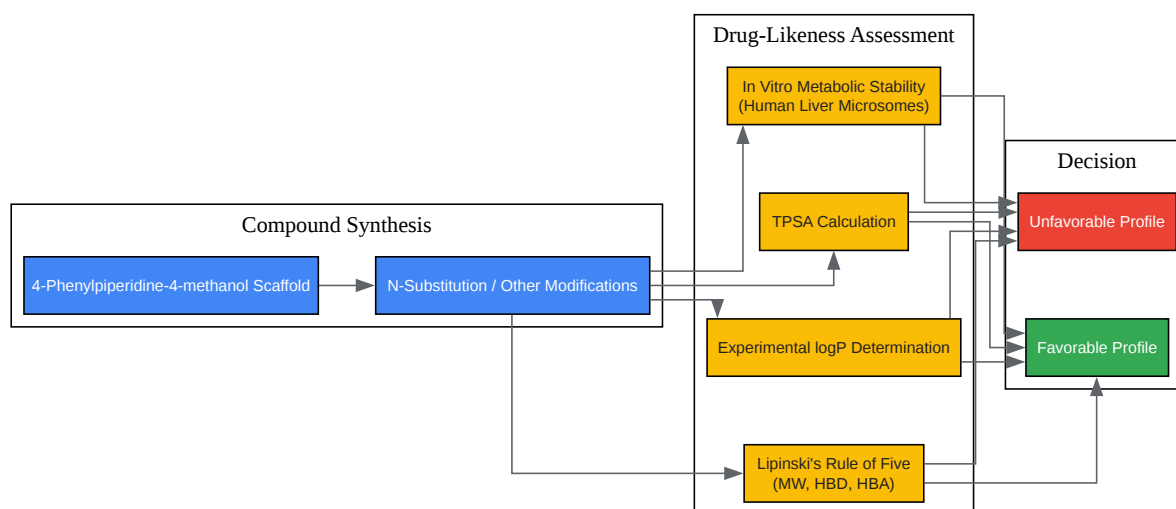 Drug-Likeness Assessment
In Vitro Metabolic Stability
(Human Liver Microsomes)
Decision
Compound Synthesis
TPSA Calculation
Unfavorable Profile
4-Phenylpiperidine-4-methanol Scaffold
N-Substitution / Other Modifications
Experimental logP Determination
Favorable Profile
Lipinski's Rule of Five
(MW, HBD, HBA)